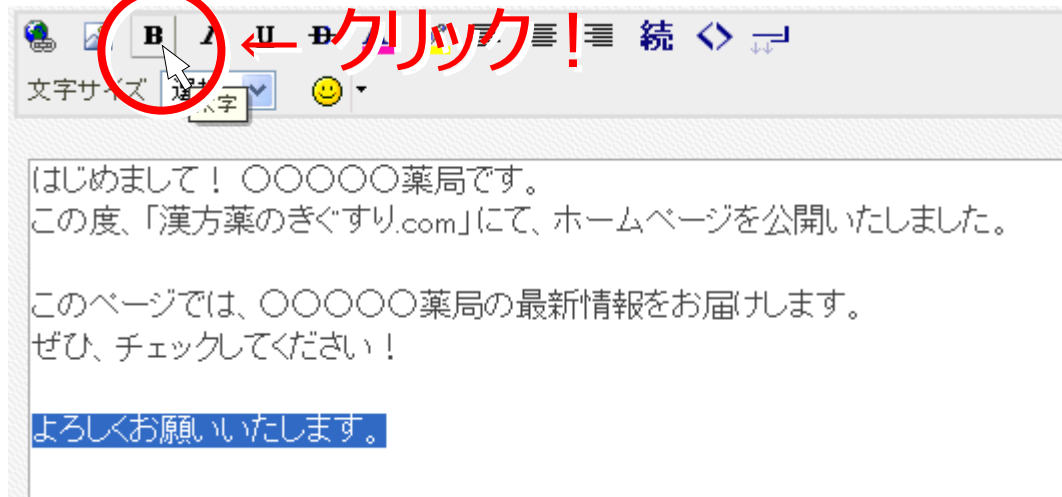 B I U D ←クリック! 続
文字サイズ 太字
はじめまして! ○○○○○薬局です。
この度、「漢方薬のきぐすり.com」にて、ホームページを公開いたしました。
このページでは、○○○○○薬局の最新情報をお届けします。
ぜひ、チェックしてください!
よろしくお願いいたします。